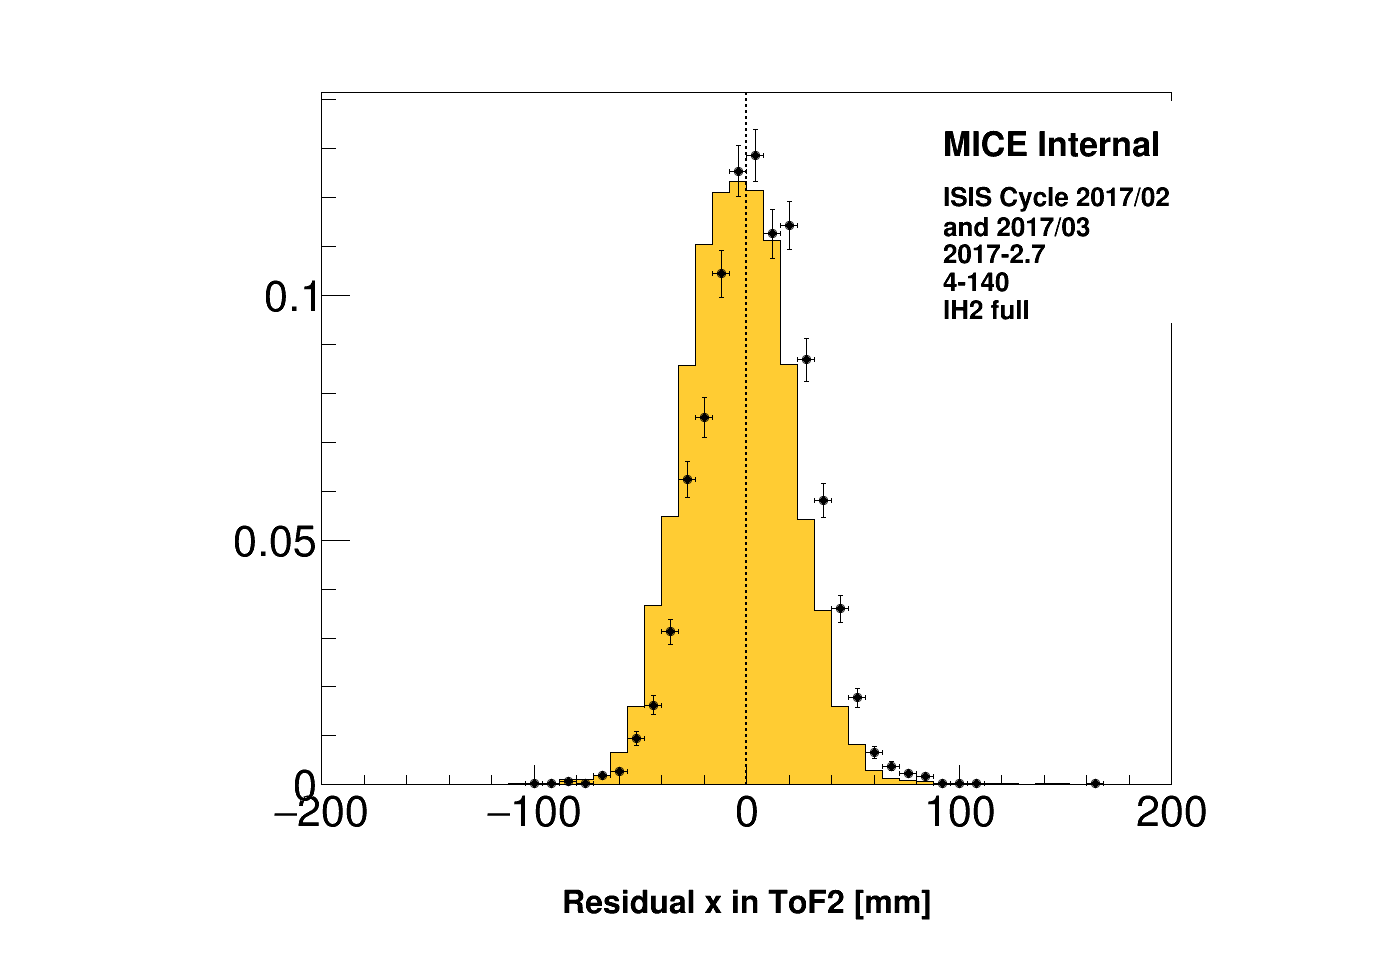 MICE Internal
ISIS Cycle 2017/02
and 2017/03
2017-2.7
4-140
IH2 full
0.1
0.05
0
−200 −100 0 100 200
Residual x in ToF2 [mm]